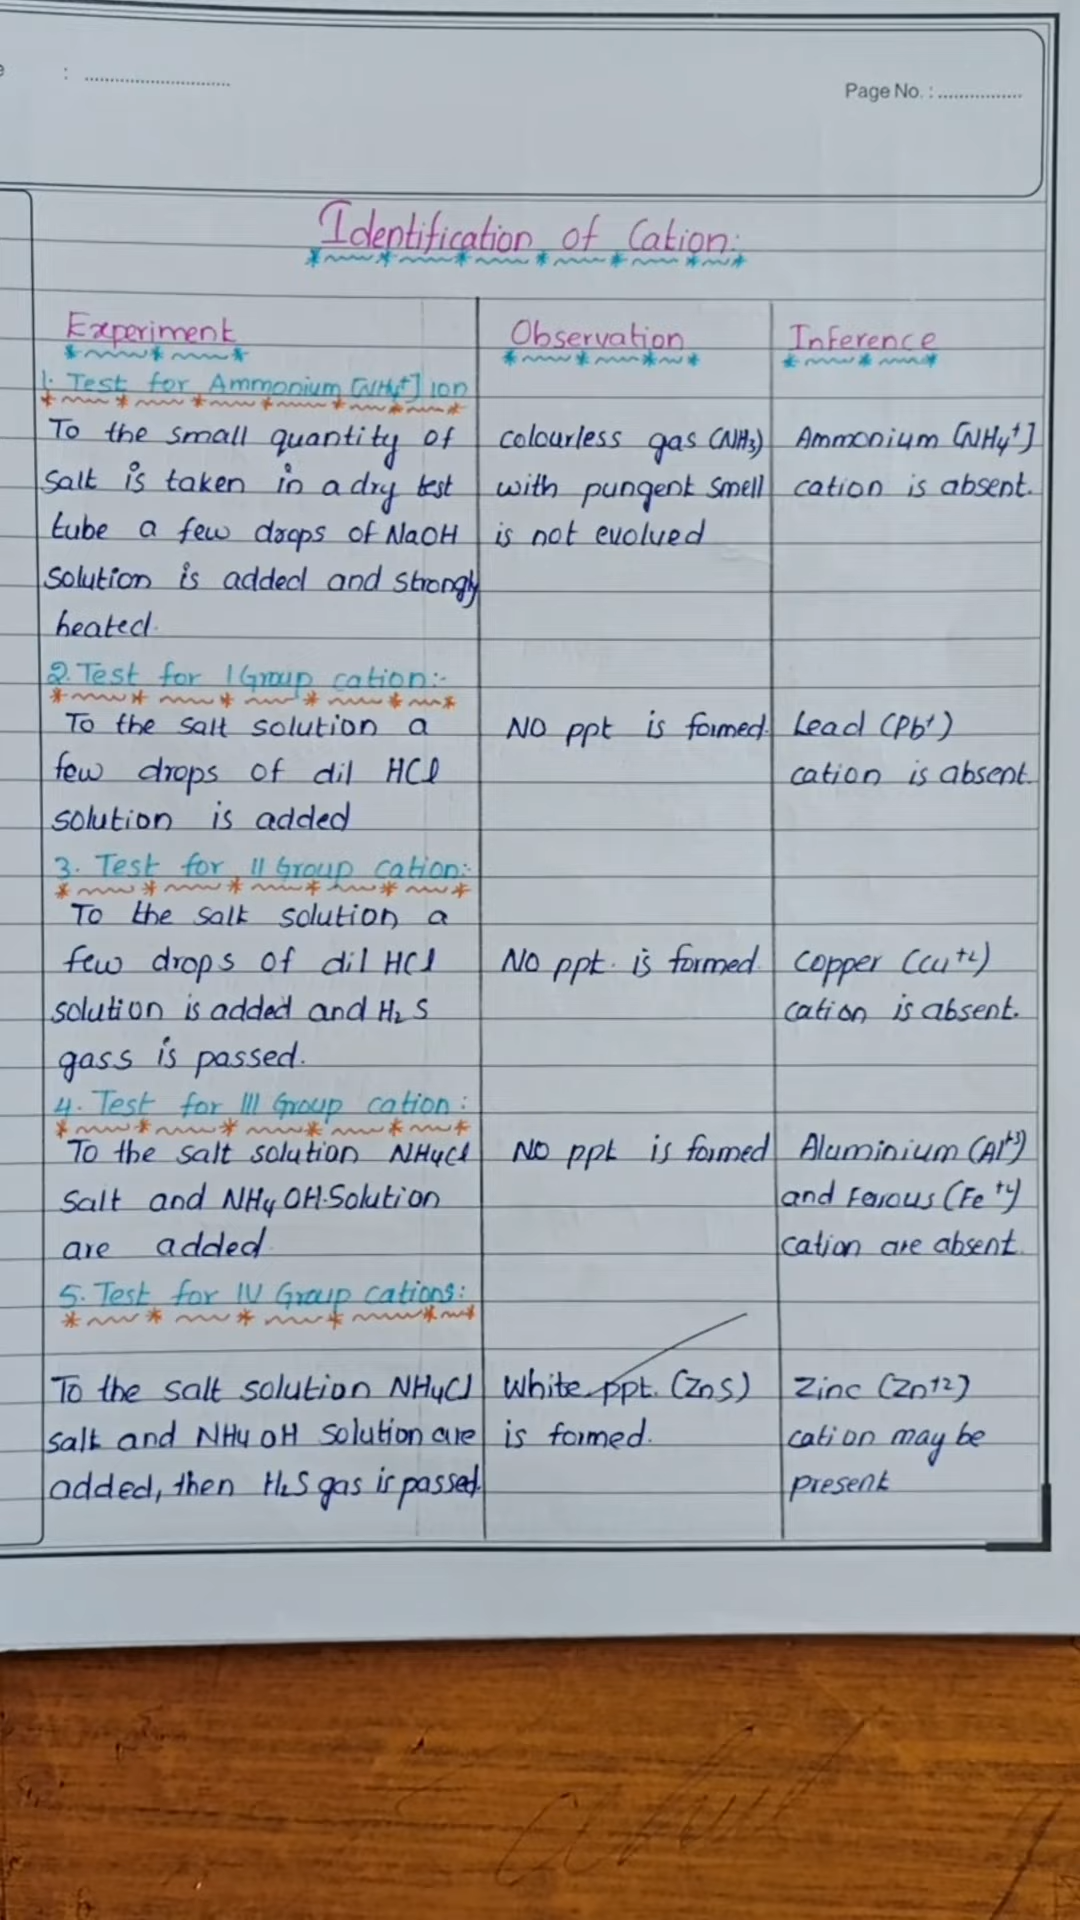 e : ............................
Page No. : ................
Identification of Cation:
Experiment
Observation
Inference
1. Test for Ammonium [NH4+] ion
To the small quantity of
salt is taken in a dry test
tube a few drops of NaOH
solution is added and strongly
heated.
colourless gas (NH3)
with pungent smell
is not evolved
Ammonium [NH4+]
cation is absent.
2. Test for I Group cation:-
To the salt solution a
few drops of dil HCl
solution is added
NO ppt is formed.
Lead (Pb+)
cation is absent.
3. Test for II Group cation:-
To the salt solution a
few drops of dil HCl
solution is added and H2S
gass is passed.
NO ppt. is formed.
Copper (Cu+2)
cation is absent.
4. Test for III Group cation:
To the salt solution NH4Cl
salt and NH4OH.Solution
are added.
NO ppt is formed
Aluminium (Al+3)
and Ferous (Fe+4)
cation are absent.
5. Test for IV Group cations:
To the salt solution NH4Cl
salt and NH4OH solution are
added, then H2S gas is passed.
White ppt. (ZnS)
is formed.
Zinc (Zn+2)
cation may be
present